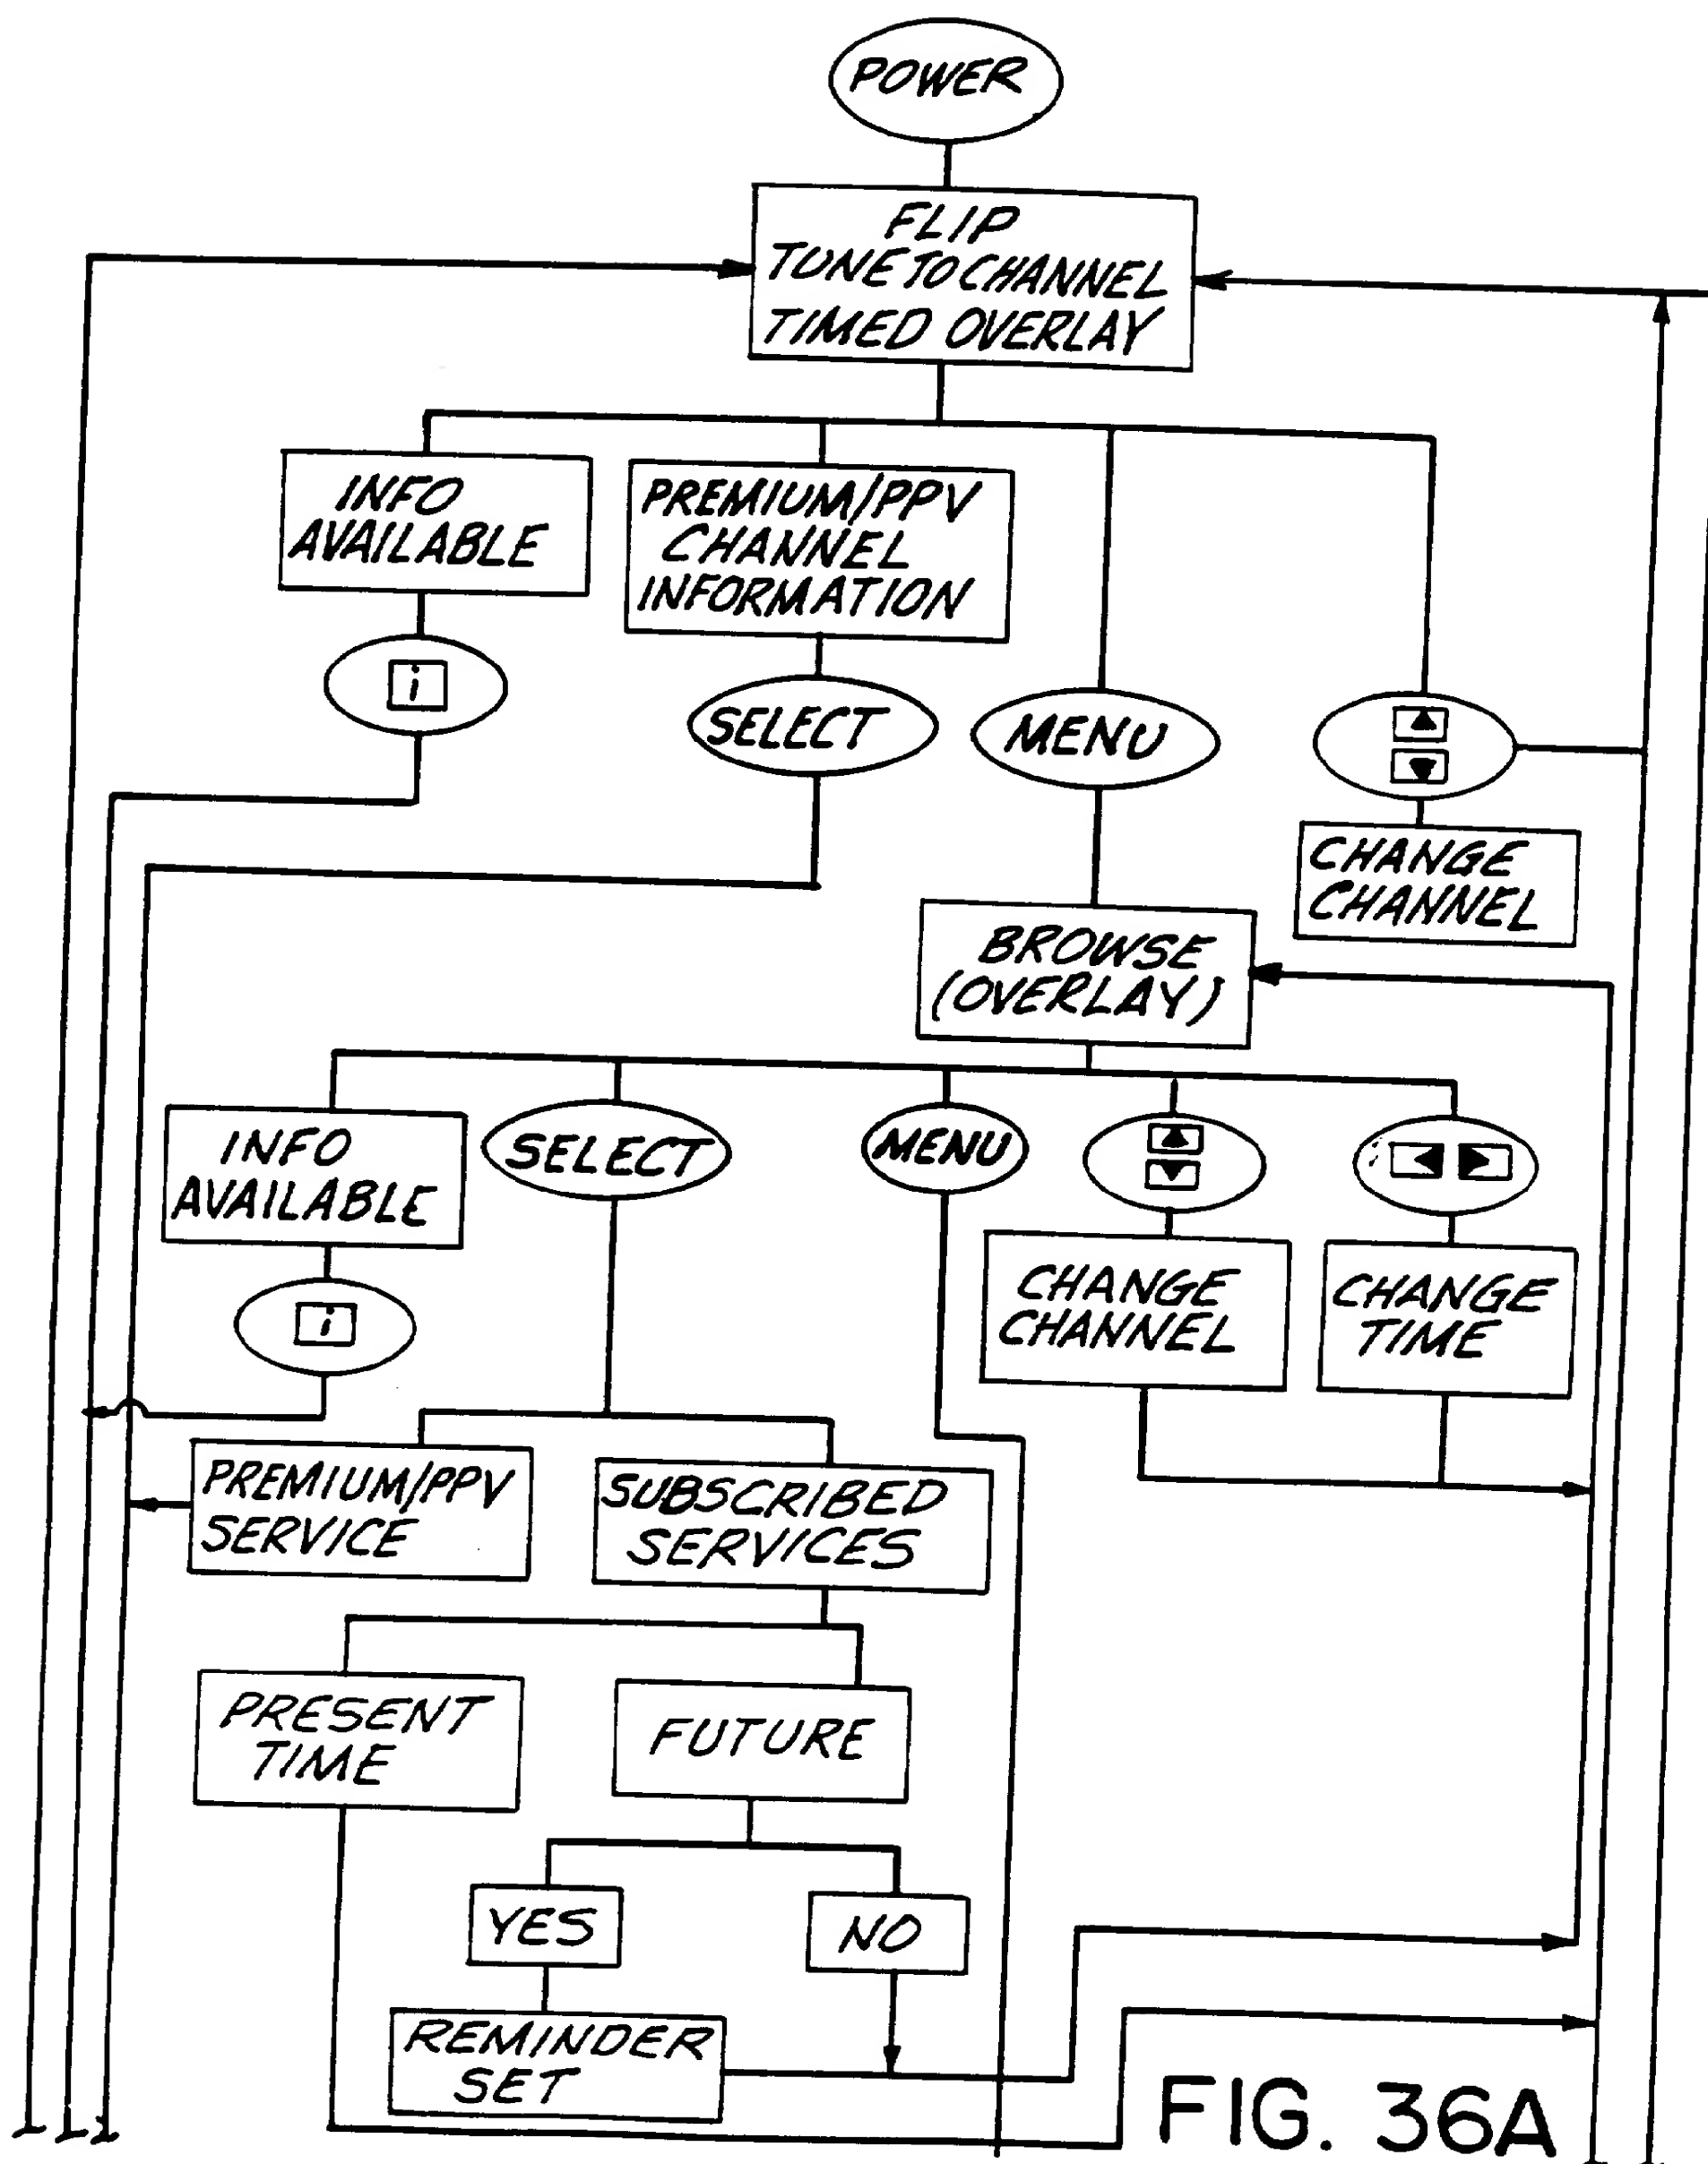 POWER
FLIP
TUNE TO CHANNEL
TIMED OVERLAY
INFO
AVAILABLE
PREMIUM/PPV
CHANNEL
INFORMATION
i
SELECT
MENU
CHANGE
CHANNEL
BROWSE
(OVERLAY)
INFO
AVAILABLE
SELECT
MENU
i
CHANGE
CHANNEL
CHANGE
TIME
PREMIUM/PPV
SERVICE
SUBSCRIBED
SERVICES
PRESENT
TIME
FUTURE
YES
NO
REMINDER
SET
FIG. 36A